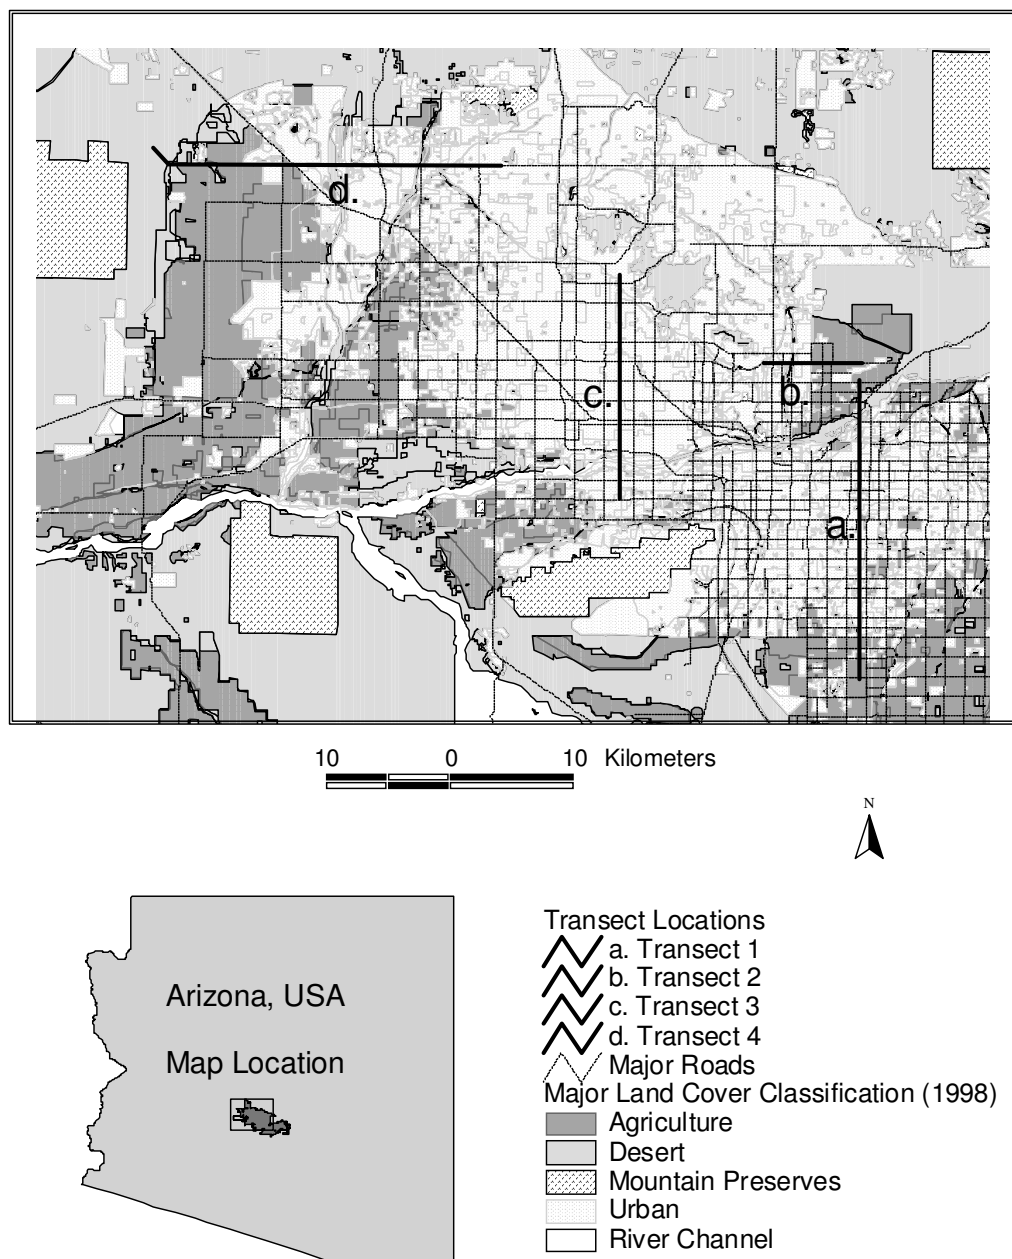 d.
c.
b.
a.
10 0 10 Kilometers
N
Arizona, USA
Map Location
Transect Locations
a. Transect 1
b. Transect 2
c. Transect 3
d. Transect 4
Major Roads
Major Land Cover Classification (1998)
Agriculture
Desert
Mountain Preserves
Urban
River Channel